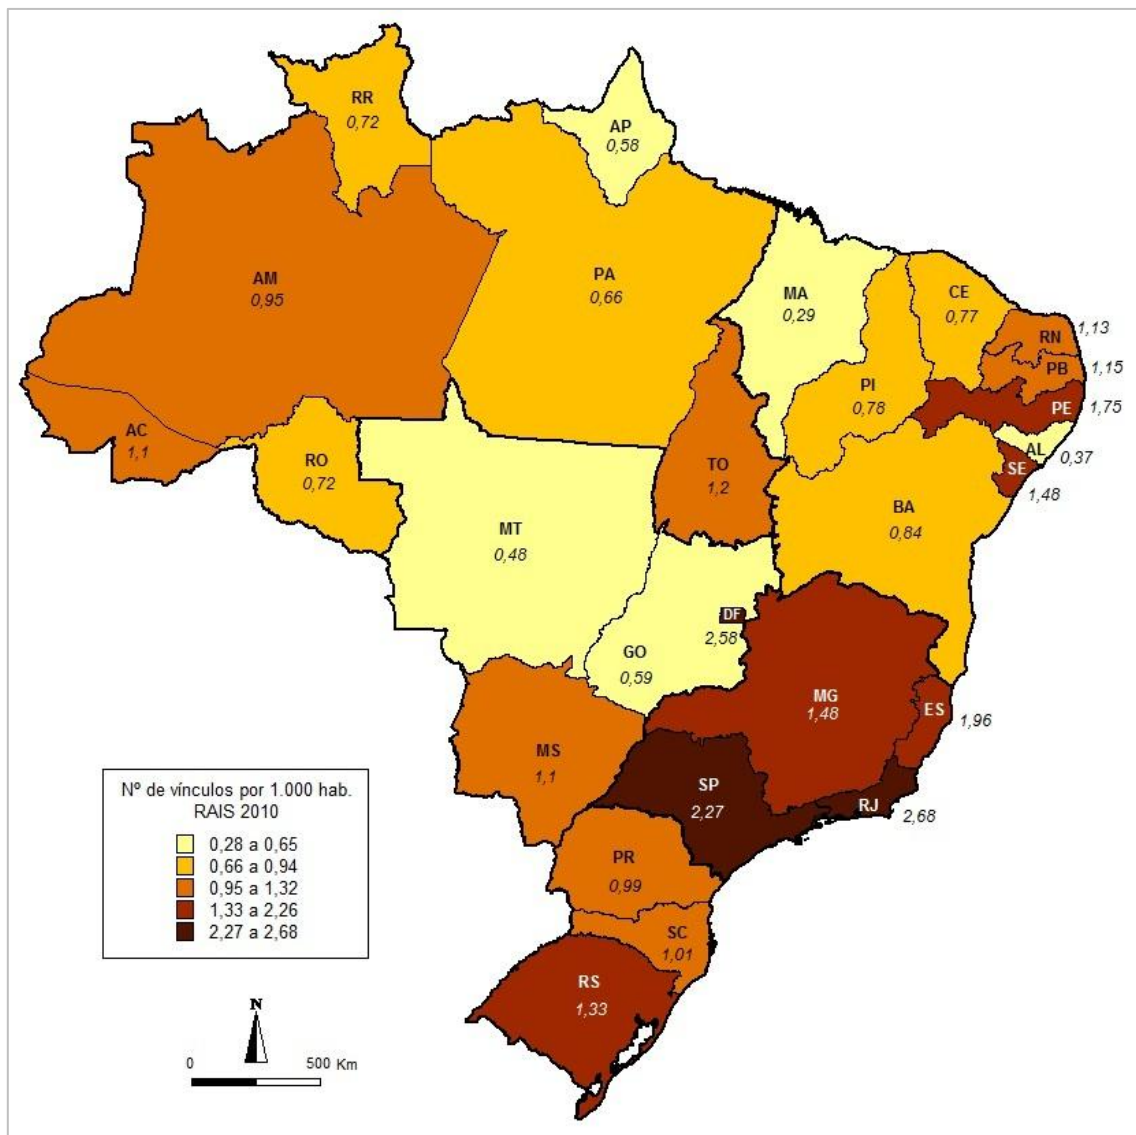 RR
0,72
AP
0,58
AM
0,95
PA
0,66
MA
0,29
CE
0,77
RN
1,13
PB
1,15
PE
1,75
PI
0,78
AL
0,37
SE
1,48
AC
1,1
RO
0,72
TO
1,2
BA
0,84
MT
0,48
DF
2,58
GO
0,59
MG
1,48
ES
1,96
MS
1,1
SP
2,27
RJ
2,68
PR
0,99
SC
1,01
RS
1,33
Nº de vínculos por 1.000 hab.
RAIS 2010
0,28 a 0,65
0,66 a 0,94
0,95 a 1,32
1,33 a 2,26
2,27 a 2,68
N
0 500 Km